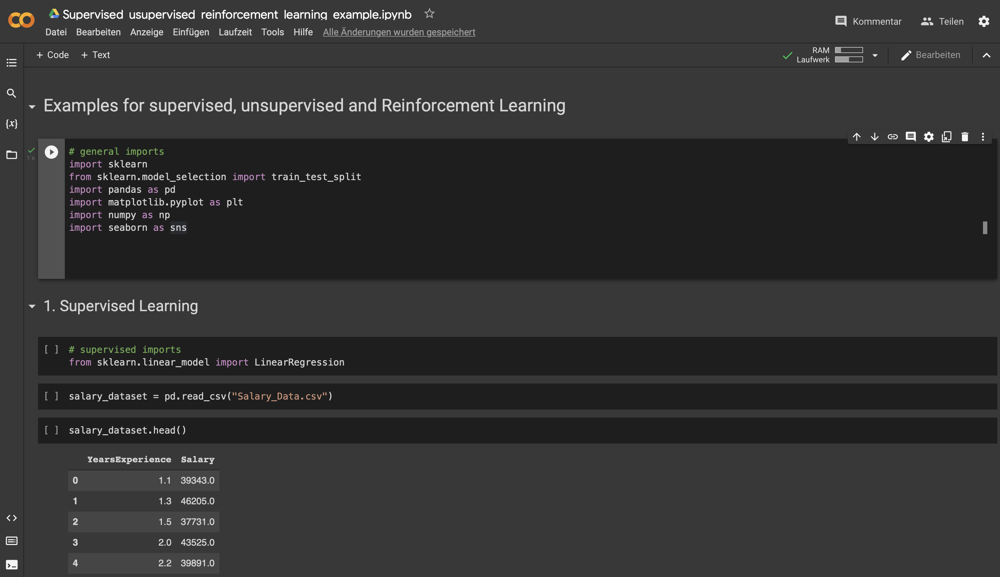 Supervised_usupervised_reinforcement_learning_example.ipynb
Datei Bearbeiten Anzeige Einfügen Laufzeit Tools Hilfe Alle Änderungen wurden gespeichert
Kommentar Teilen
+ Code + Text
RAM
Laufwerk
Bearbeiten
Examples for supervised, unsupervised and Reinforcement Learning
{x}
1 s
# general imports
import sklearn
from sklearn.model_selection import train_test_split
import pandas as pd
import matplotlib.pyplot as plt
import numpy as np
import seaborn as sns
1. Supervised Learning
[ ] # supervised imports
from sklearn.linear_model import LinearRegression
[ ] salary_dataset = pd.read_csv("Salary_Data.csv")
[ ] salary_dataset.head()
YearsExperience Salary
0 1.1 39343.0
1 1.3 46205.0
2 1.5 37731.0
3 2.0 43525.0
4 2.2 39891.0